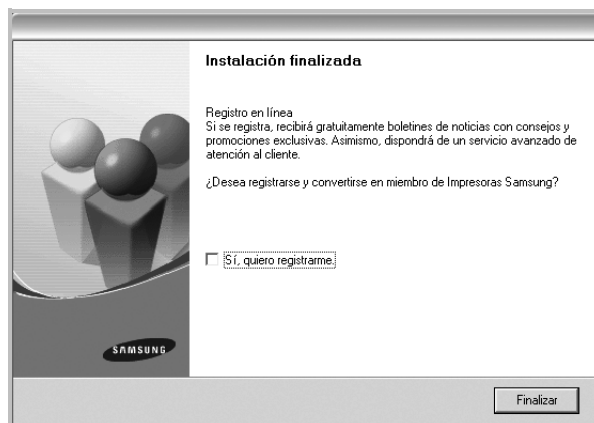 Instalación finalizada
Registro en línea
Si se registra, recibirá gratuitamente boletines de noticias con consejos y
promociones exclusivas. Asimismo, dispondrá de un servicio avanzado de
atención al cliente.
¿Desea registrarse y convertirse en miembro de Impresoras Samsung?
Sí, quiero registrarme.
SAMSUNG
Finalizar